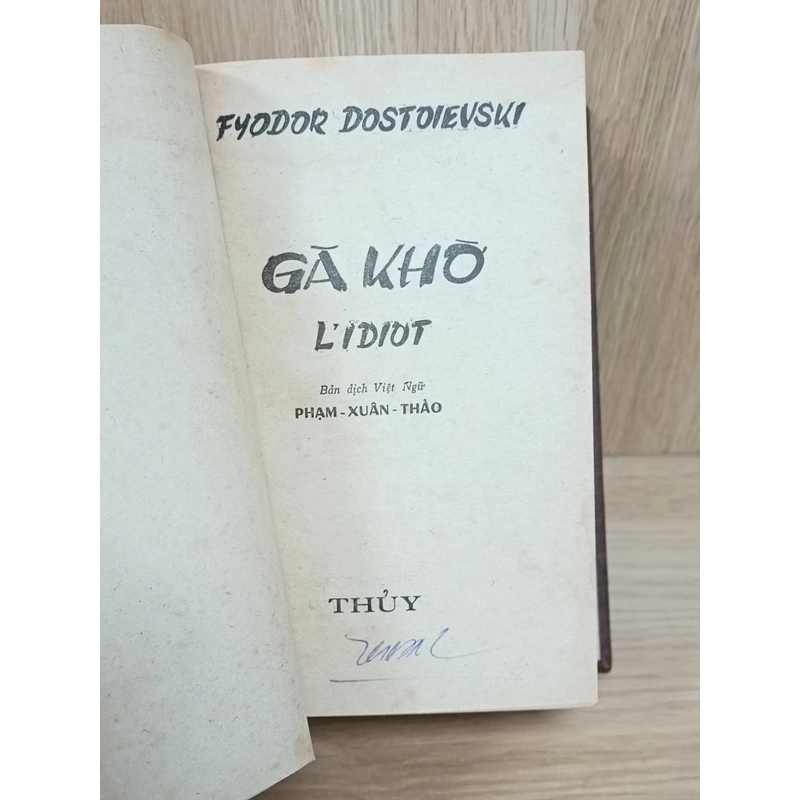 FYODOR DOSTOIEVSKI
GÃ KHỜ
L'IDIOT
Bản dịch Việt Ngữ
PHẠM - XUÂN - THẢO
THỦY